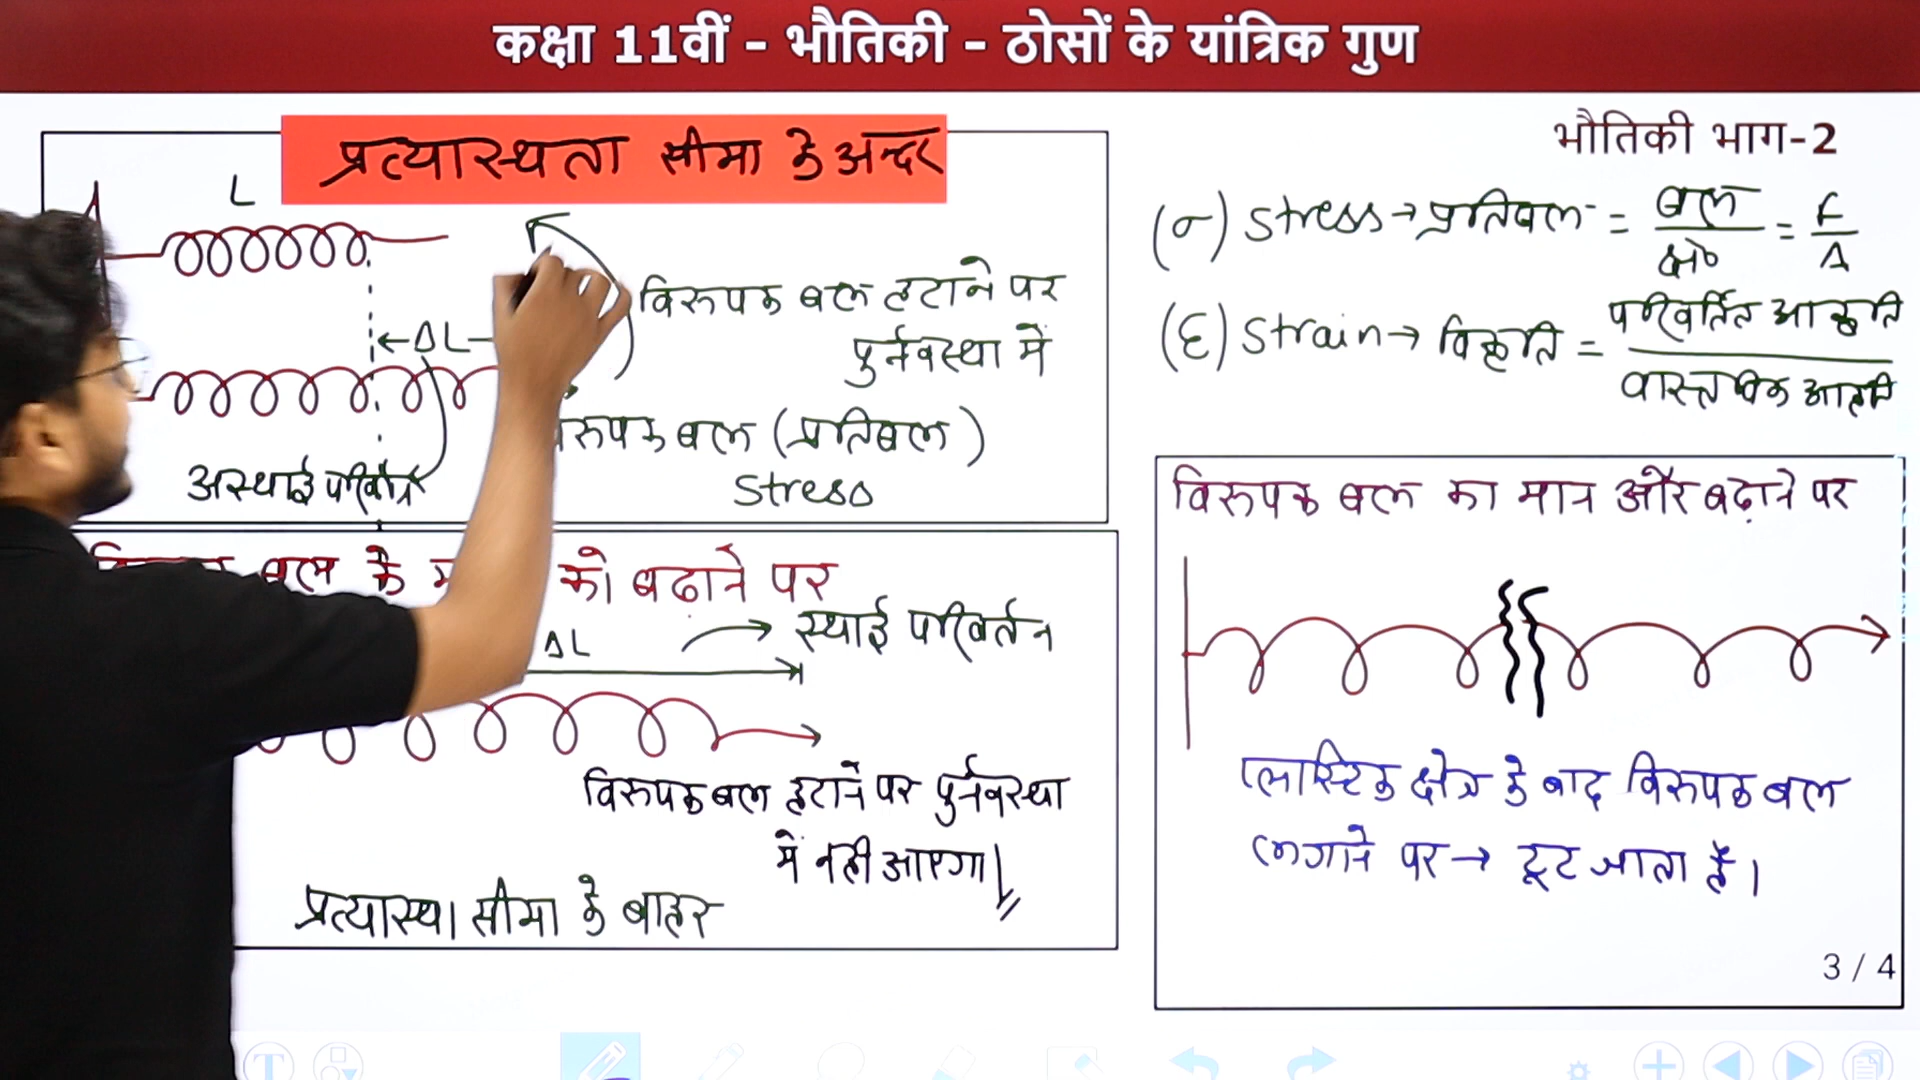 कक्षा 11वीं - भौतिकी - ठोसों के यांत्रिक गुण
प्रत्यास्थता सीमा के अन्दर
L
विरुपक बल हटाने पर
पुर्नवस्था में
ΔL
रुपक बल (प्रतिबल)
Stress
अस्थाई परिवर्तन
बल के
को बढाने पर
ΔL
स्थाई परिवर्तन
विरुपक बल हटाने पर पुर्नवस्था
में नही आएगा।
प्रत्यास्था सीमा के बाहर
भौतिकी भाग-2
(σ) Stress → प्रतिबल = बल / क्षे० = F / A
(ε) Strain → विकृति = परिवर्तित आकृति / वास्तविक आकृति
विरुपक बल का मात्र और बढ़ाने पर
प्लास्टिक क्षेत्र के बाद विरुपक बल
लगाने पर → टूट जाता है।
3 / 4
T